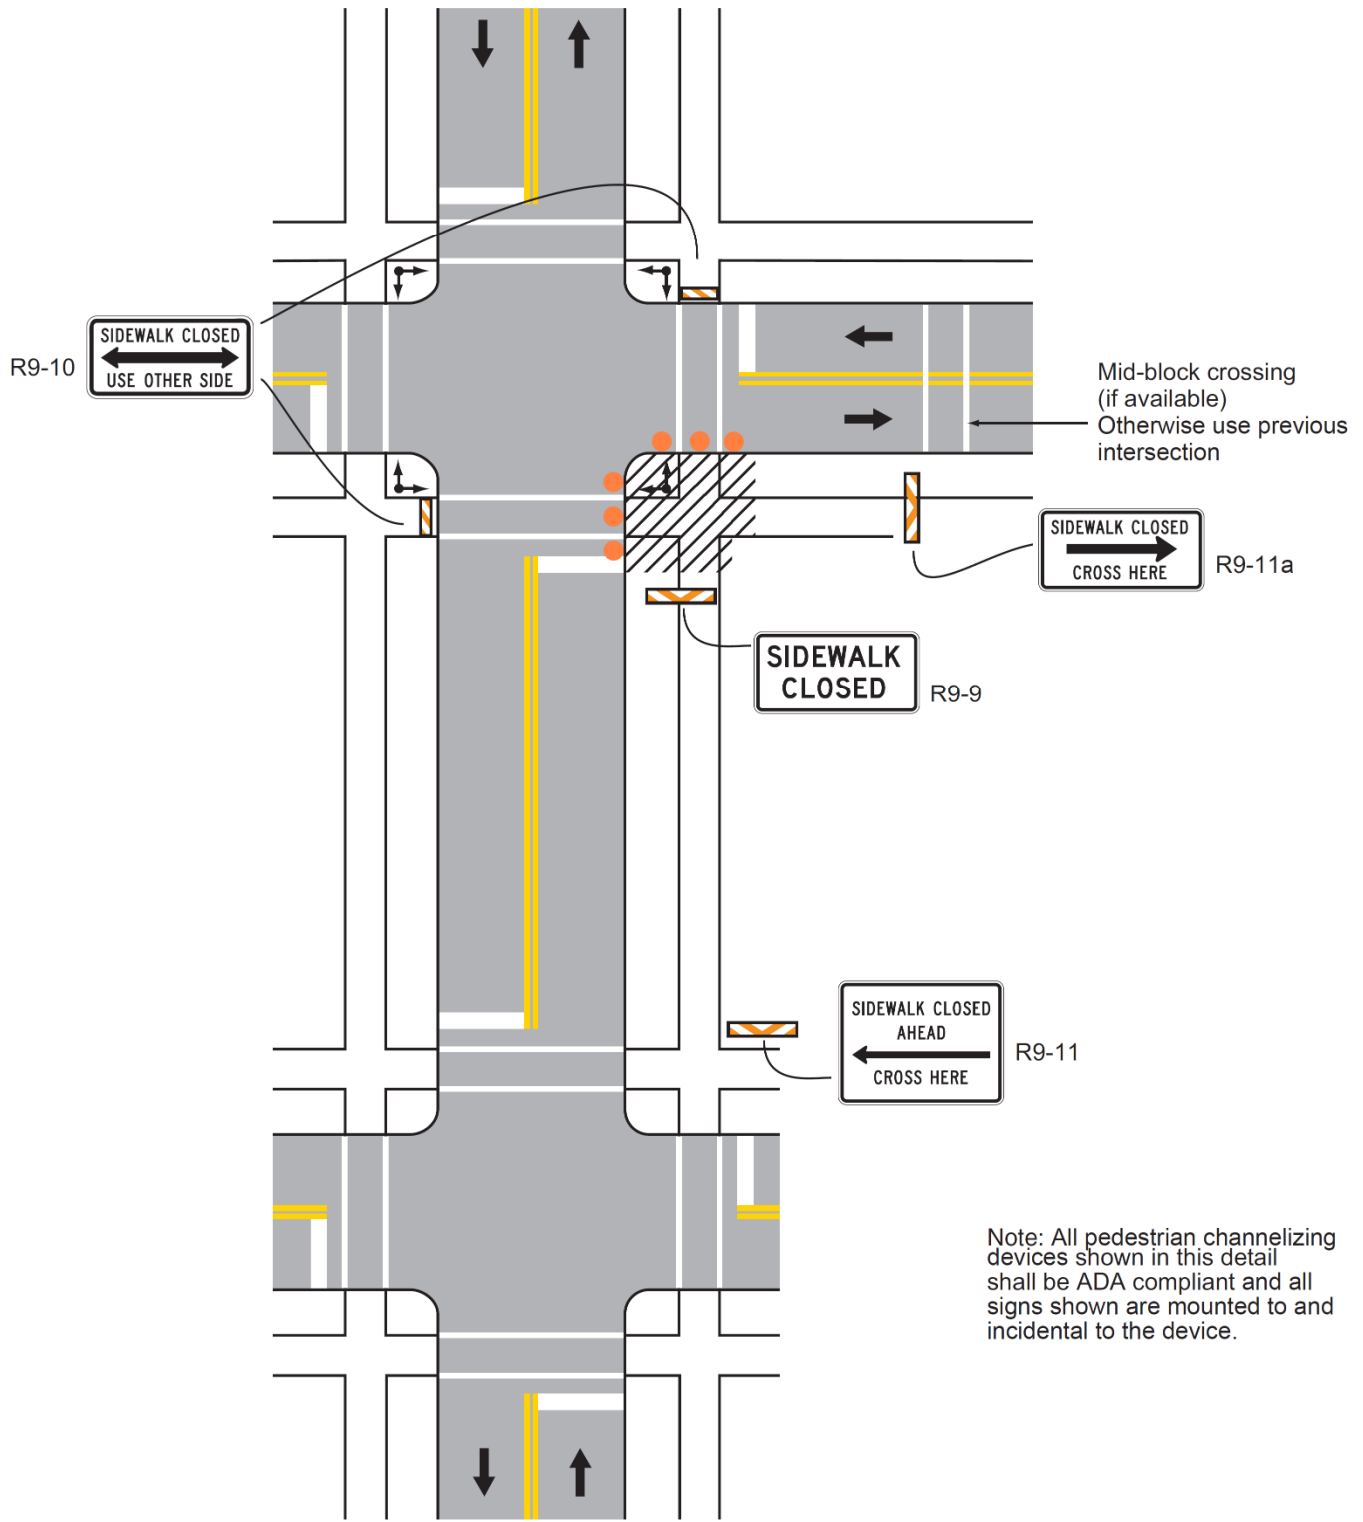 R9-10
SIDEWALK CLOSED
USE OTHER SIDE
Mid-block crossing
(if available)
Otherwise use previous
intersection
SIDEWALK CLOSED
CROSS HERE
R9-11a
SIDEWALK
CLOSED
R9-9
SIDEWALK CLOSED
AHEAD
CROSS HERE
R9-11
Note: All pedestrian channelizing
devices shown in this detail
shall be ADA compliant and all
signs shown are mounted to and
incidental to the device.